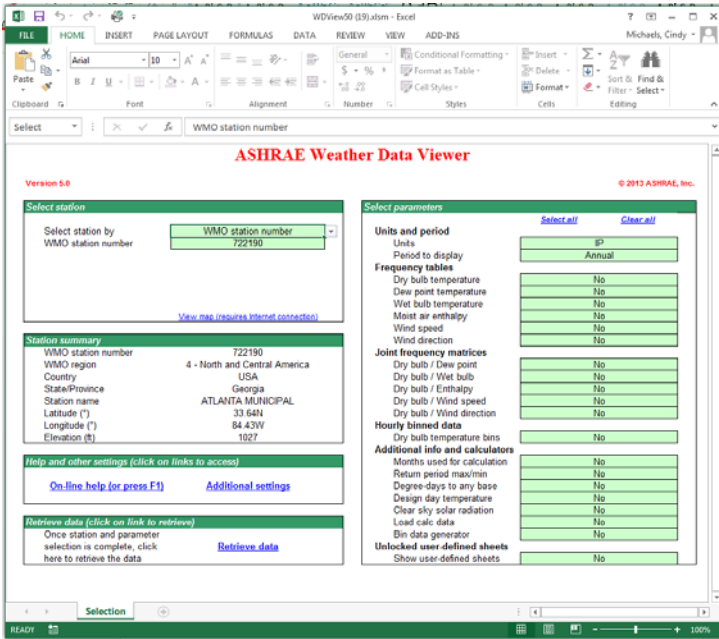 WDView50 (19).xlsm - Excel
FILE HOME INSERT PAGE LAYOUT FORMULAS DATA REVIEW VIEW ADD-INS Michaels, Cindy
Paste
Arial 10
B I U
General
$ % ,
Conditional Formatting
Format as Table
Cell Styles
Insert
Delete
Format
Sort & Filter
Find & Select
Clipboard Font Alignment Number Styles Cells Editing
Select fx WMO station number
ASHRAE Weather Data Viewer
Version 5.0 © 2013 ASHRAE, Inc.
Select station
Select station by WMO station number
WMO station number 722190
View map (requires Internet connection)
Station summary
WMO station number 722190
WMO region 4 - North and Central America
Country USA
State/Province Georgia
Station name ATLANTA MUNICIPAL
Latitude (°) 33.64N
Longitude (°) 84.43W
Elevation (ft) 1027
Help and other settings (click on links to access)
On-line help (or press F1) Additional settings
Retrieve data (click on link to retrieve)
Once station and parameter
selection is complete, click Retrieve data
here to retrieve the data
Select parameters
Select all Clear all
Units and period
Units IP
Period to display Annual
Frequency tables
Dry bulb temperature No
Dew point temperature No
Wet bulb temperature No
Moist air enthalpy No
Wind speed No
Wind direction No
Joint frequency matrices
Dry bulb / Dew point No
Dry bulb / Wet bulb No
Dry bulb / Enthalpy No
Dry bulb / Wind speed No
Dry bulb / Wind direction No
Hourly binned data
Dry bulb temperature bins No
Additional info and calculators
Months used for calculation No
Return period max/min No
Degree-days to any base No
Design day temperature No
Clear sky solar radiation No
Load calc data No
Bin data generator No
Unlocked user-defined sheets
Show user-defined sheets No
Selection
READY 100%